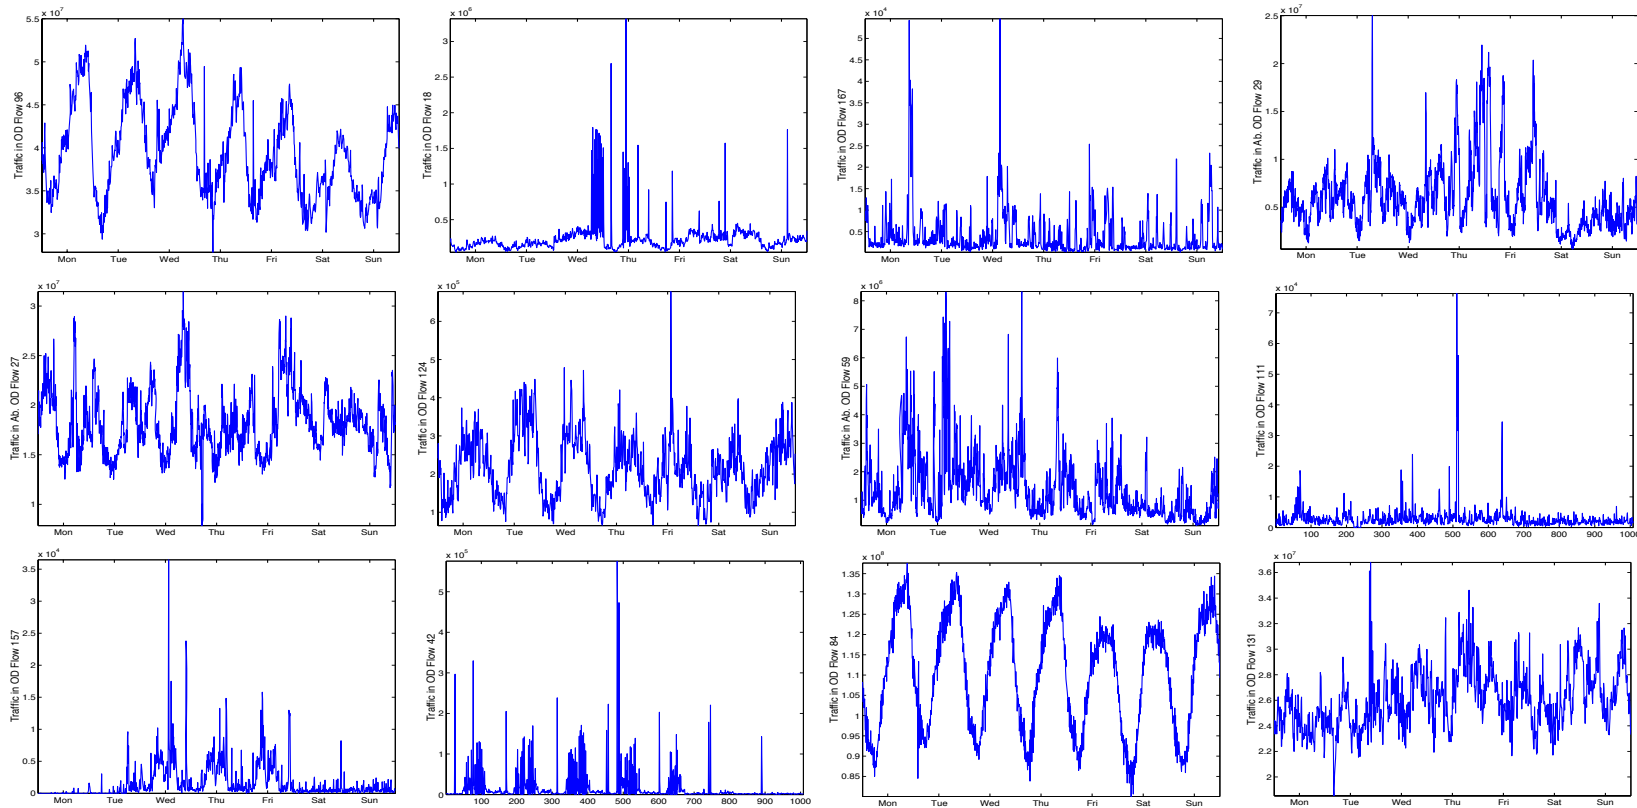 x 10^7
5.5
5
4.5
4
3.5
3
Traffic in OD Flow 96
Mon Tue Wed Thu Fri Sat Sun
x 10^6
3
2.5
2
1.5
1
0.5
Traffic in OD Flow 18
Mon Tue Wed Thu Fri Sat Sun
x 10^4
5
4.5
4
3.5
3
2.5
2
1.5
1
0.5
Traffic in OD Flow 167
Mon Tue Wed Thu Fri Sat Sun
x 10^7
2.5
2
1.5
1
0.5
Traffic in Ab. OD Flow 29
Mon Tue Wed Thu Fri Sat Sun
x 10^7
3
2.5
2
1.5
1
Traffic in Ab. OD Flow 27
Mon Tue Wed Thu Fri Sat Sun
x 10^5
6
5
4
3
2
1
Traffic in OD Flow 124
Mon Tue Wed Thu Fri Sat Sun
x 10^6
8
7
6
5
4
3
2
1
Traffic in Ab. OD Flow 59
Mon Tue Wed Thu Fri Sat Sun
x 10^4
7
6
5
4
3
2
1
0
Traffic in OD Flow 111
100 200 300 400 500 600 700 800 900 1000
x 10^4
3.5
3
2.5
2
1.5
1
0.5
0
Traffic in OD Flow 157
Mon Tue Wed Thu Fri Sat Sun
x 10^5
5
4
3
2
1
0
Traffic in OD Flow 42
100 200 300 400 500 600 700 800 900 1000
x 10^8
1.35
1.3
1.25
1.2
1.15
1.1
1.05
1
0.95
0.9
0.85
Traffic in OD Flow 84
Mon Tue Wed Thu Fri Sat Sun
x 10^7
3.6
3.4
3.2
3
2.8
2.6
2.4
2.2
2
Traffic in OD Flow 131
Mon Tue Wed Thu Fri Sat Sun